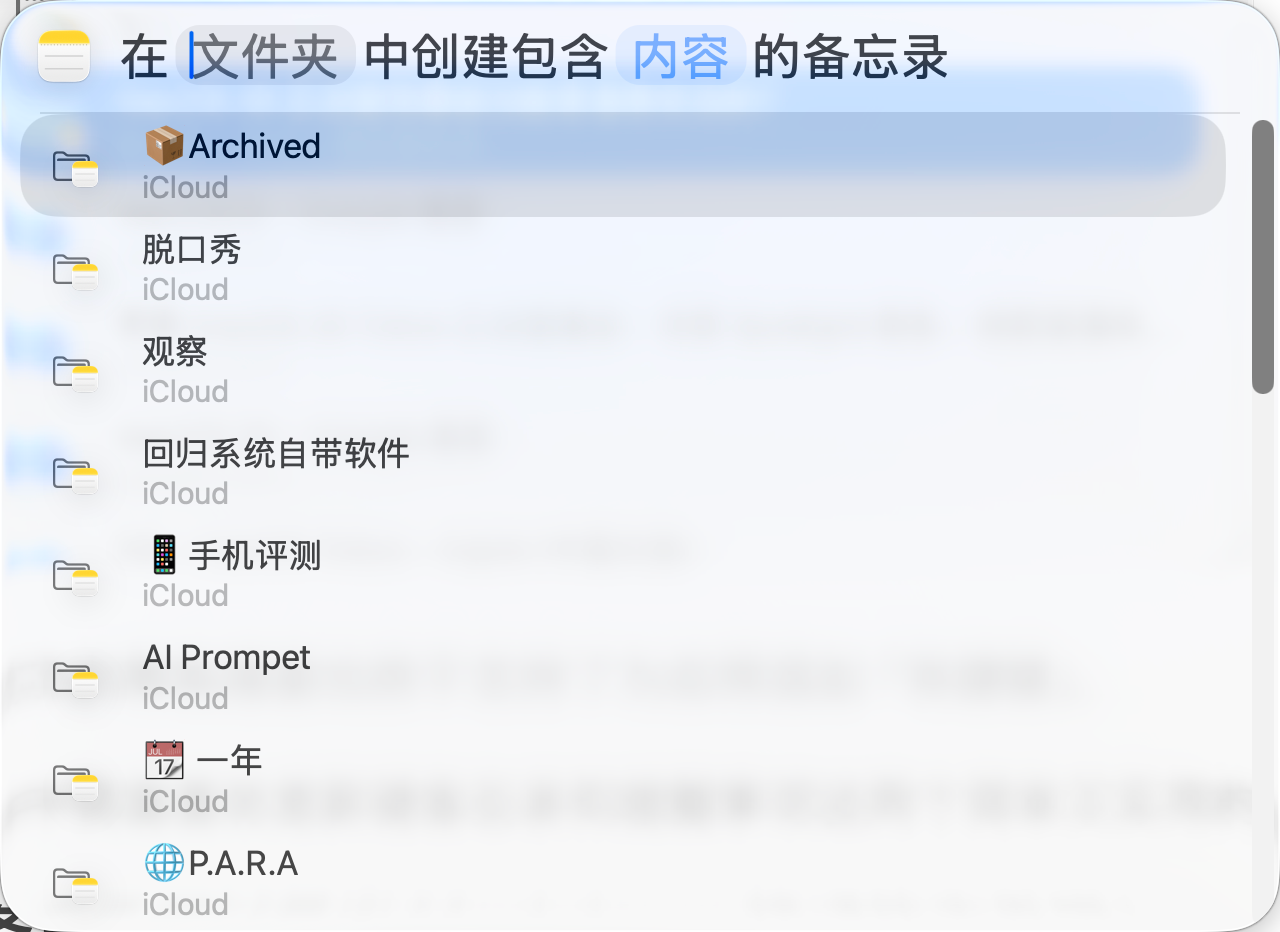 在 文件夹 中创建包含 内容 的备忘录
📦Archived
iCloud
脱口秀
iCloud
观察
iCloud
回归系统自带软件
iCloud
📱 手机评测
iCloud
AI Prompet
iCloud
📆 一年
iCloud
🌐P.A.R.A
iCloud